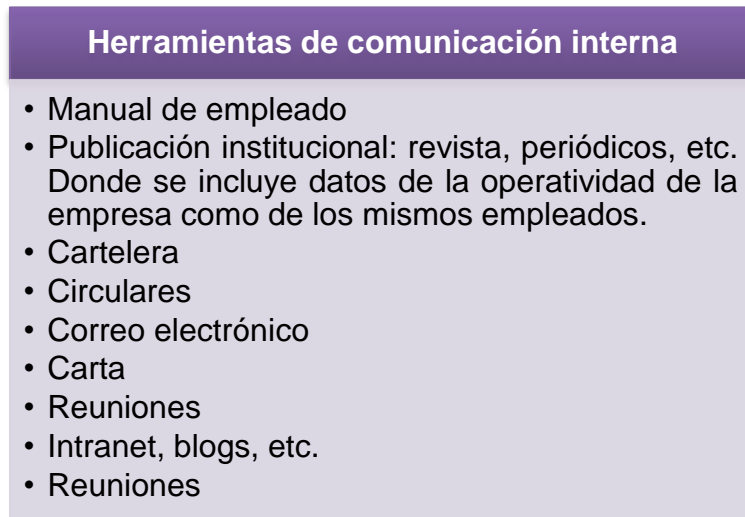 Herramientas de comunicación interna
• Manual de empleado
• Publicación institucional: revista, periódicos, etc.
Donde se incluye datos de la operatividad de la
empresa como de los mismos empleados.
• Cartelera
• Circulares
• Correo electrónico
• Carta
• Reuniones
• Intranet, blogs, etc.
• Reuniones